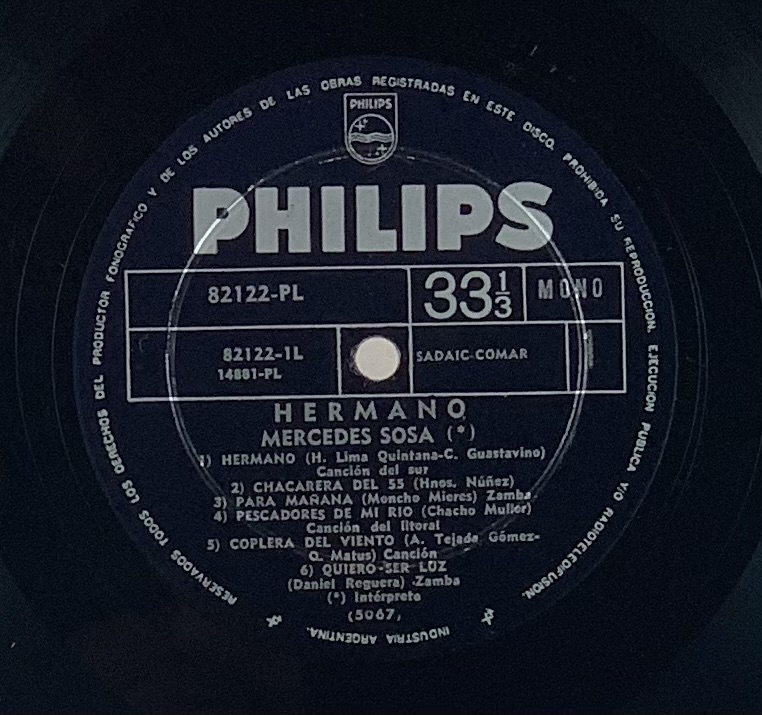 RESERVADOS TODOS LOS DERECHOS DEL PRODUCTOR FONOGRAFICO Y DE LOS AUTORES DE LAS OBRAS REGISTRADAS EN ESTE DISCO. PROHIBIDA SU REPRODUCCION. EJECUCION PUBLICA Y/O RADIOTELEDIFUSION.
PHILIPS
PHILIPS
82122-PL
33 1/3
MONO
82122-1L
14881-PL
SADAIC-COMAR
HERMANO
MERCEDES SOSA (*)
1) HERMANO (H. Lima Quintana-C. Guastavino)
Canción del sur
2) CHACARERA DEL 55 (Hnos. Núñez)
3) PARA MAÑANA (Moncho Mieres) Zamba
4) PESCADORES DE MI RIO (Chacho Muller)
Canción del litoral
5) COPLERA DEL VIENTO (A. Tejada Gómez-
O. Matus) Canción
6) QUIERO SER LUZ
(Daniel Reguera) Zamba
(*) Intérprete
(5067)
INDUSTRIA ARGENTINA.